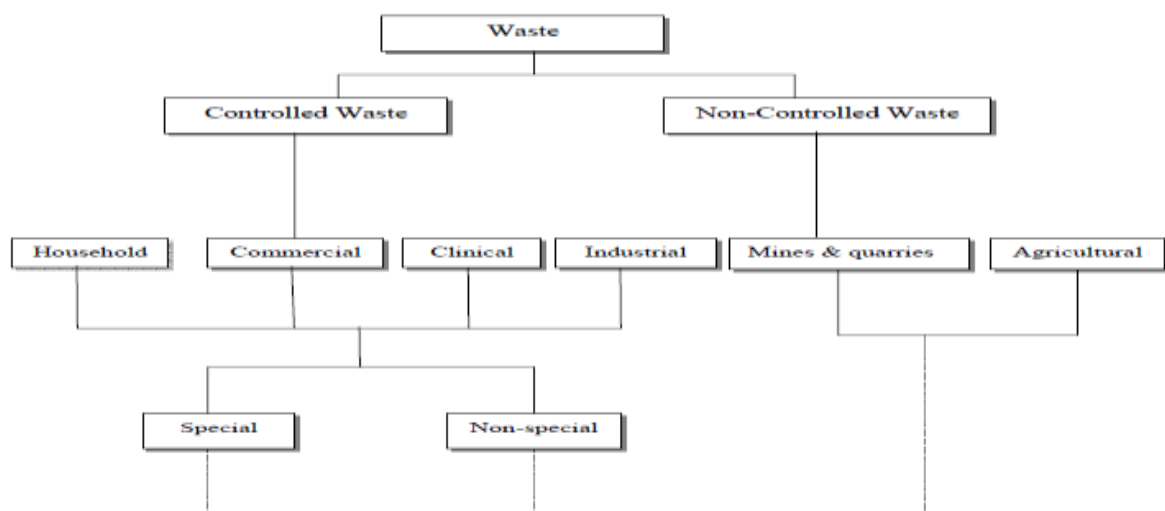 Waste
Controlled Waste
Non-Controlled Waste
Household
Commercial
Clinical
Industrial
Mines & quarries
Agricultural
Special
Non-special